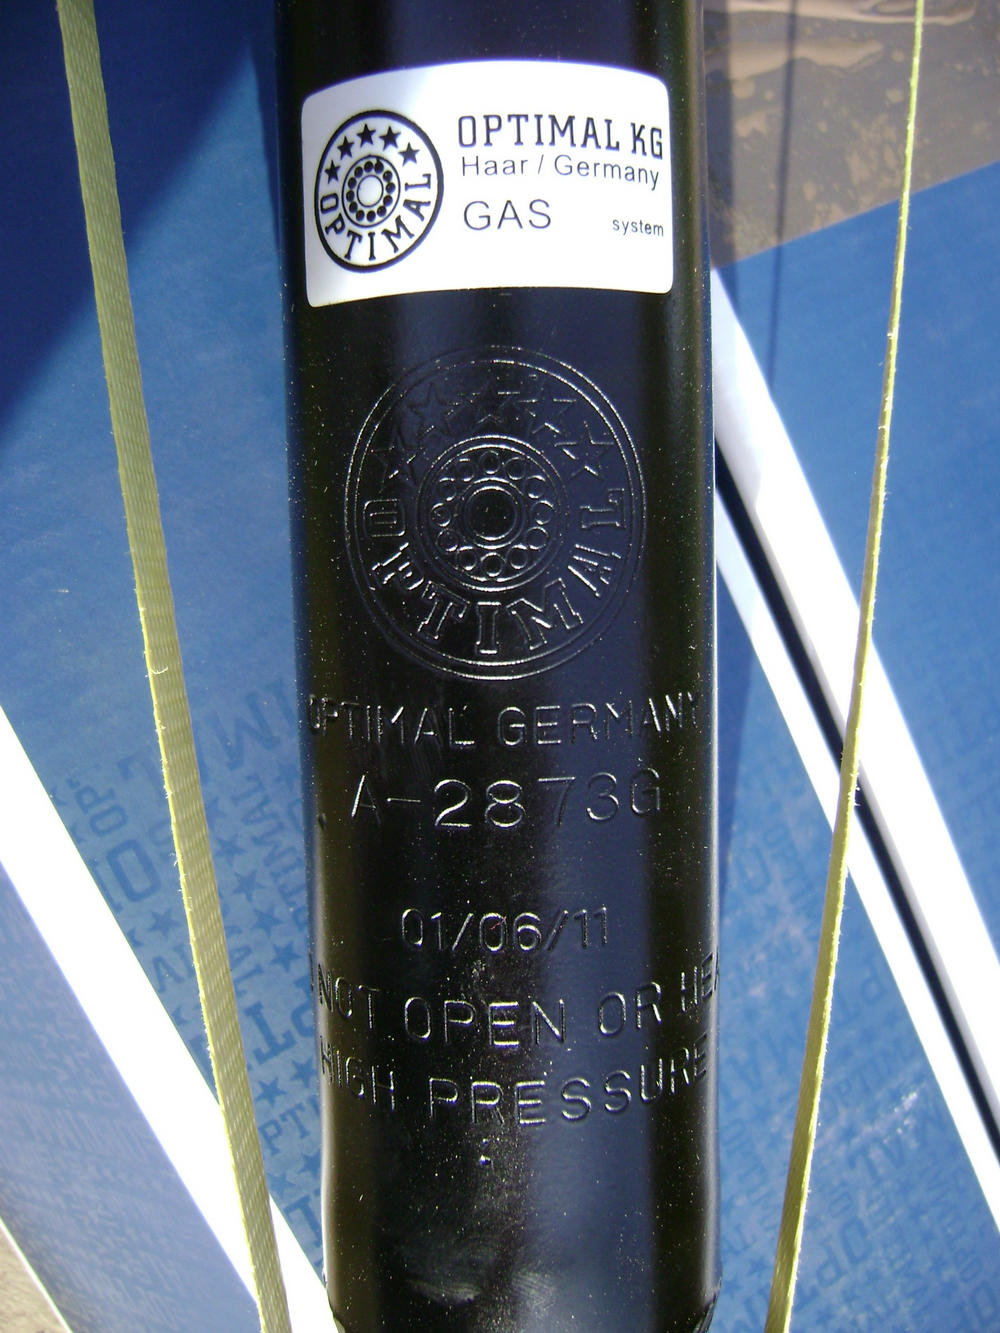 OPTIMAL
OPTIMAL KG
Haar / Germany
GAS system
OPTIMAL
OPTIMAL GERMANY
A-2873G
01/06/11
NOT OPEN OR
HIGH PRESSURE